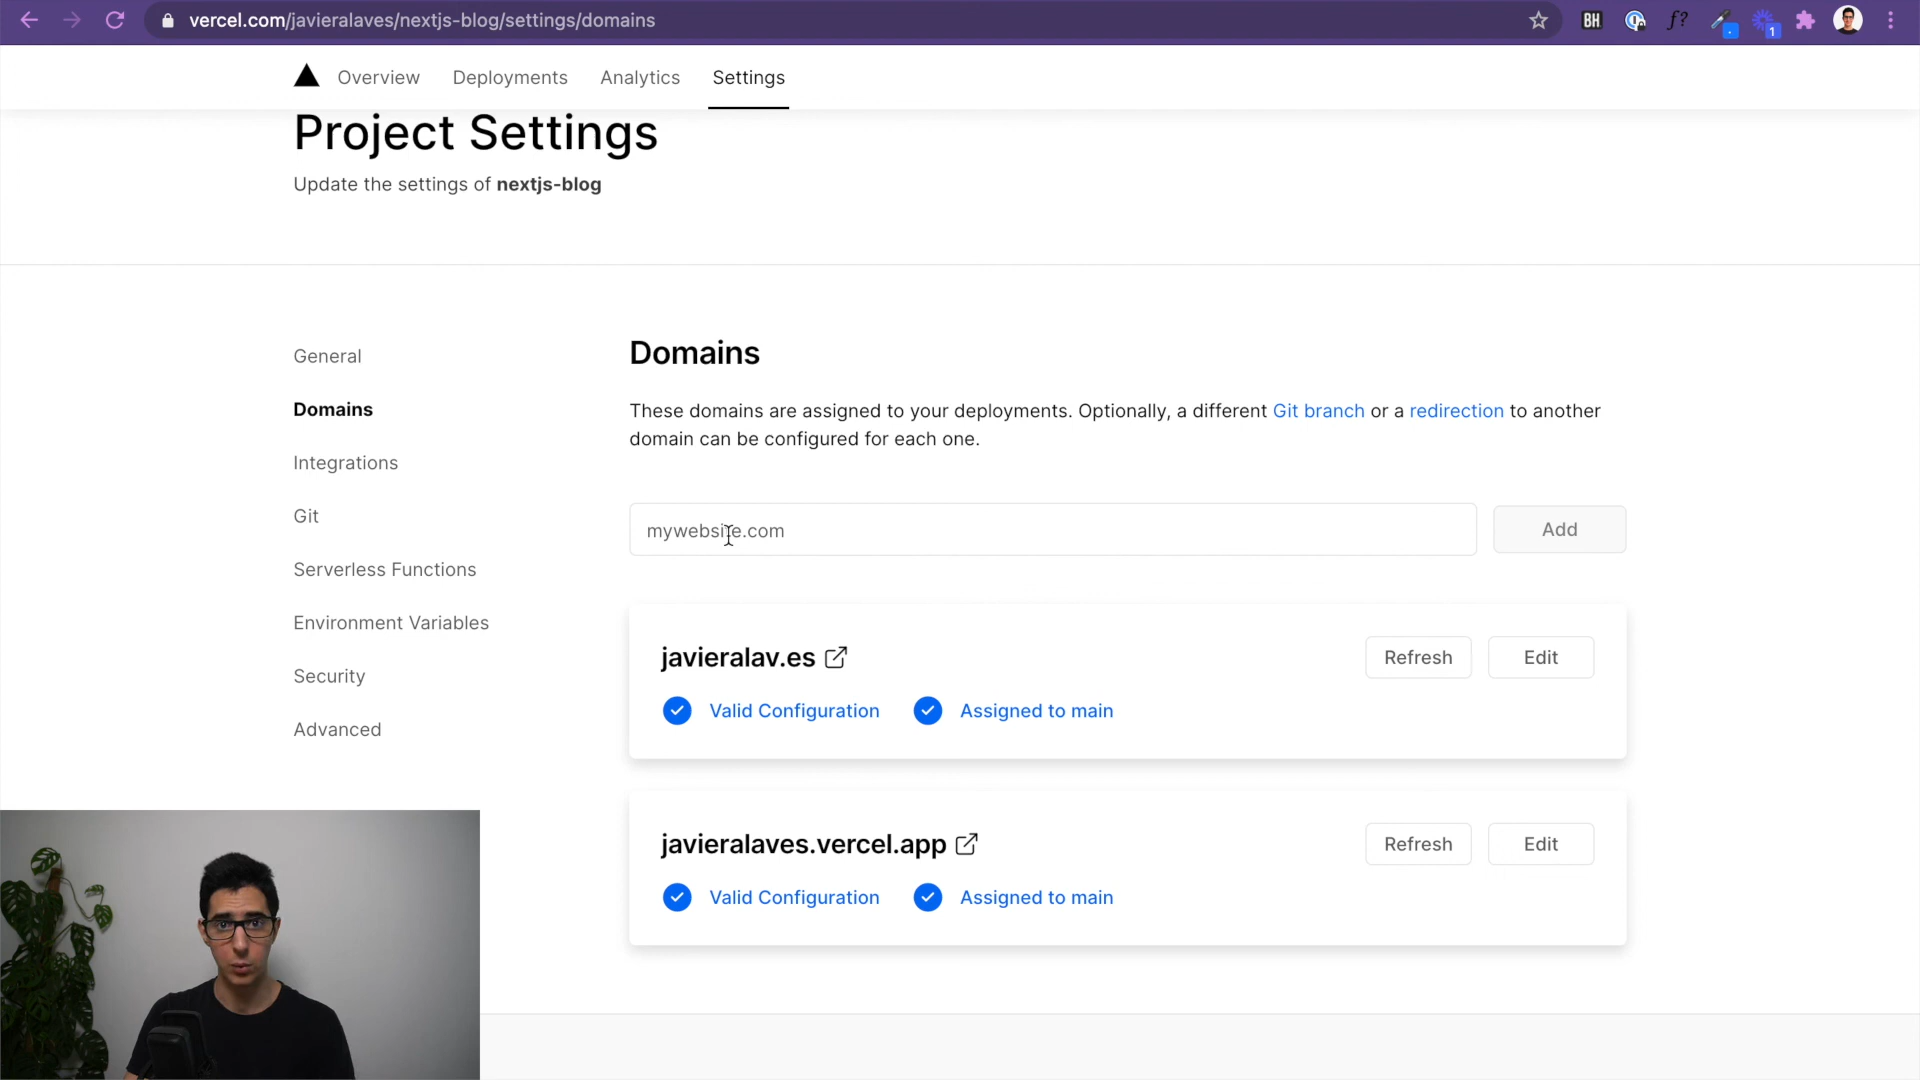 vercel.com/javieralaves/nextjs-blog/settings/domains
BH
f?
1
Overview
Deployments
Analytics
Settings
Project Settings
Update the settings of nextjs-blog
General
Domains
Integrations
Git
Serverless Functions
Environment Variables
Security
Advanced
Domains
These domains are assigned to your deployments. Optionally, a different Git branch or a redirection to another
domain can be configured for each one.
mywebsite.com
Add
javieralav.es
Refresh
Edit
Valid Configuration
Assigned to main
javieralaves.vercel.app
Refresh
Edit
Valid Configuration
Assigned to main